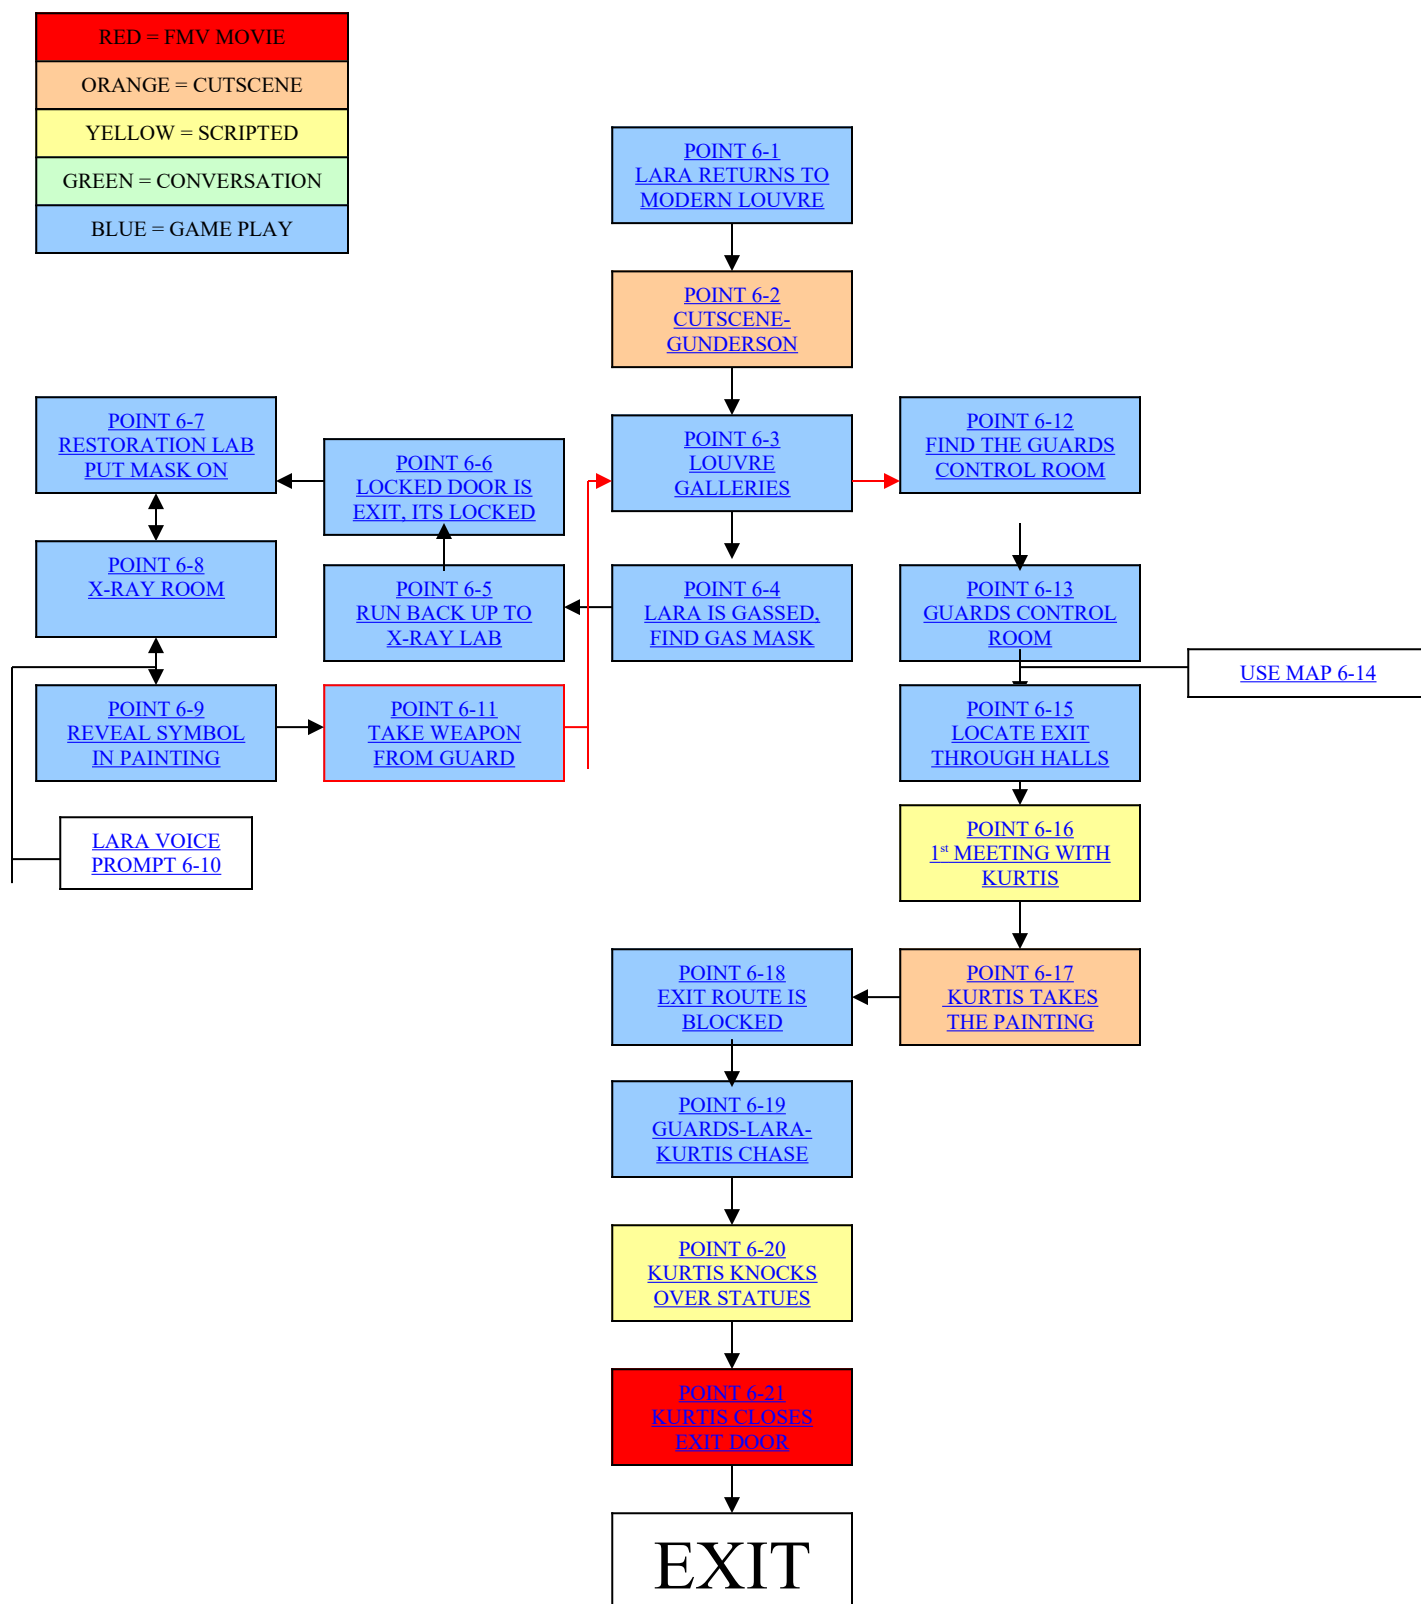 RED = FMV MOVIE
ORANGE = CUTSCENE
YELLOW = SCRIPTED
GREEN = CONVERSATION
BLUE = GAME PLAY
POINT 6-1
LARA RETURNS TO
MODERN LOUVRE
POINT 6-2
CUTSCENE-
GUNDERSON
POINT 6-7
RESTORATION LAB
PUT MASK ON
POINT 6-6
LOCKED DOOR IS
EXIT, ITS LOCKED
POINT 6-3
LOUVRE
GALLERIES
POINT 6-12
FIND THE GUARDS
CONTROL ROOM
POINT 6-8
X-RAY ROOM
POINT 6-5
RUN BACK UP TO
X-RAY LAB
POINT 6-4
LARA IS GASSED,
FIND GAS MASK
POINT 6-13
GUARDS CONTROL
ROOM
USE MAP 6-14
POINT 6-9
REVEAL SYMBOL
IN PAINTING
POINT 6-11
TAKE WEAPON
FROM GUARD
POINT 6-15
LOCATE EXIT
THROUGH HALLS
LARA VOICE
PROMPT 6-10
POINT 6-16
1st MEETING WITH
KURTIS
POINT 6-18
EXIT ROUTE IS
BLOCKED
POINT 6-17
KURTIS TAKES
THE PAINTING
POINT 6-19
GUARDS-LARA-
KURTIS CHASE
POINT 6-20
KURTIS KNOCKS
OVER STATUES
POINT 6-21
KURTIS CLOSES
EXIT DOOR
EXIT